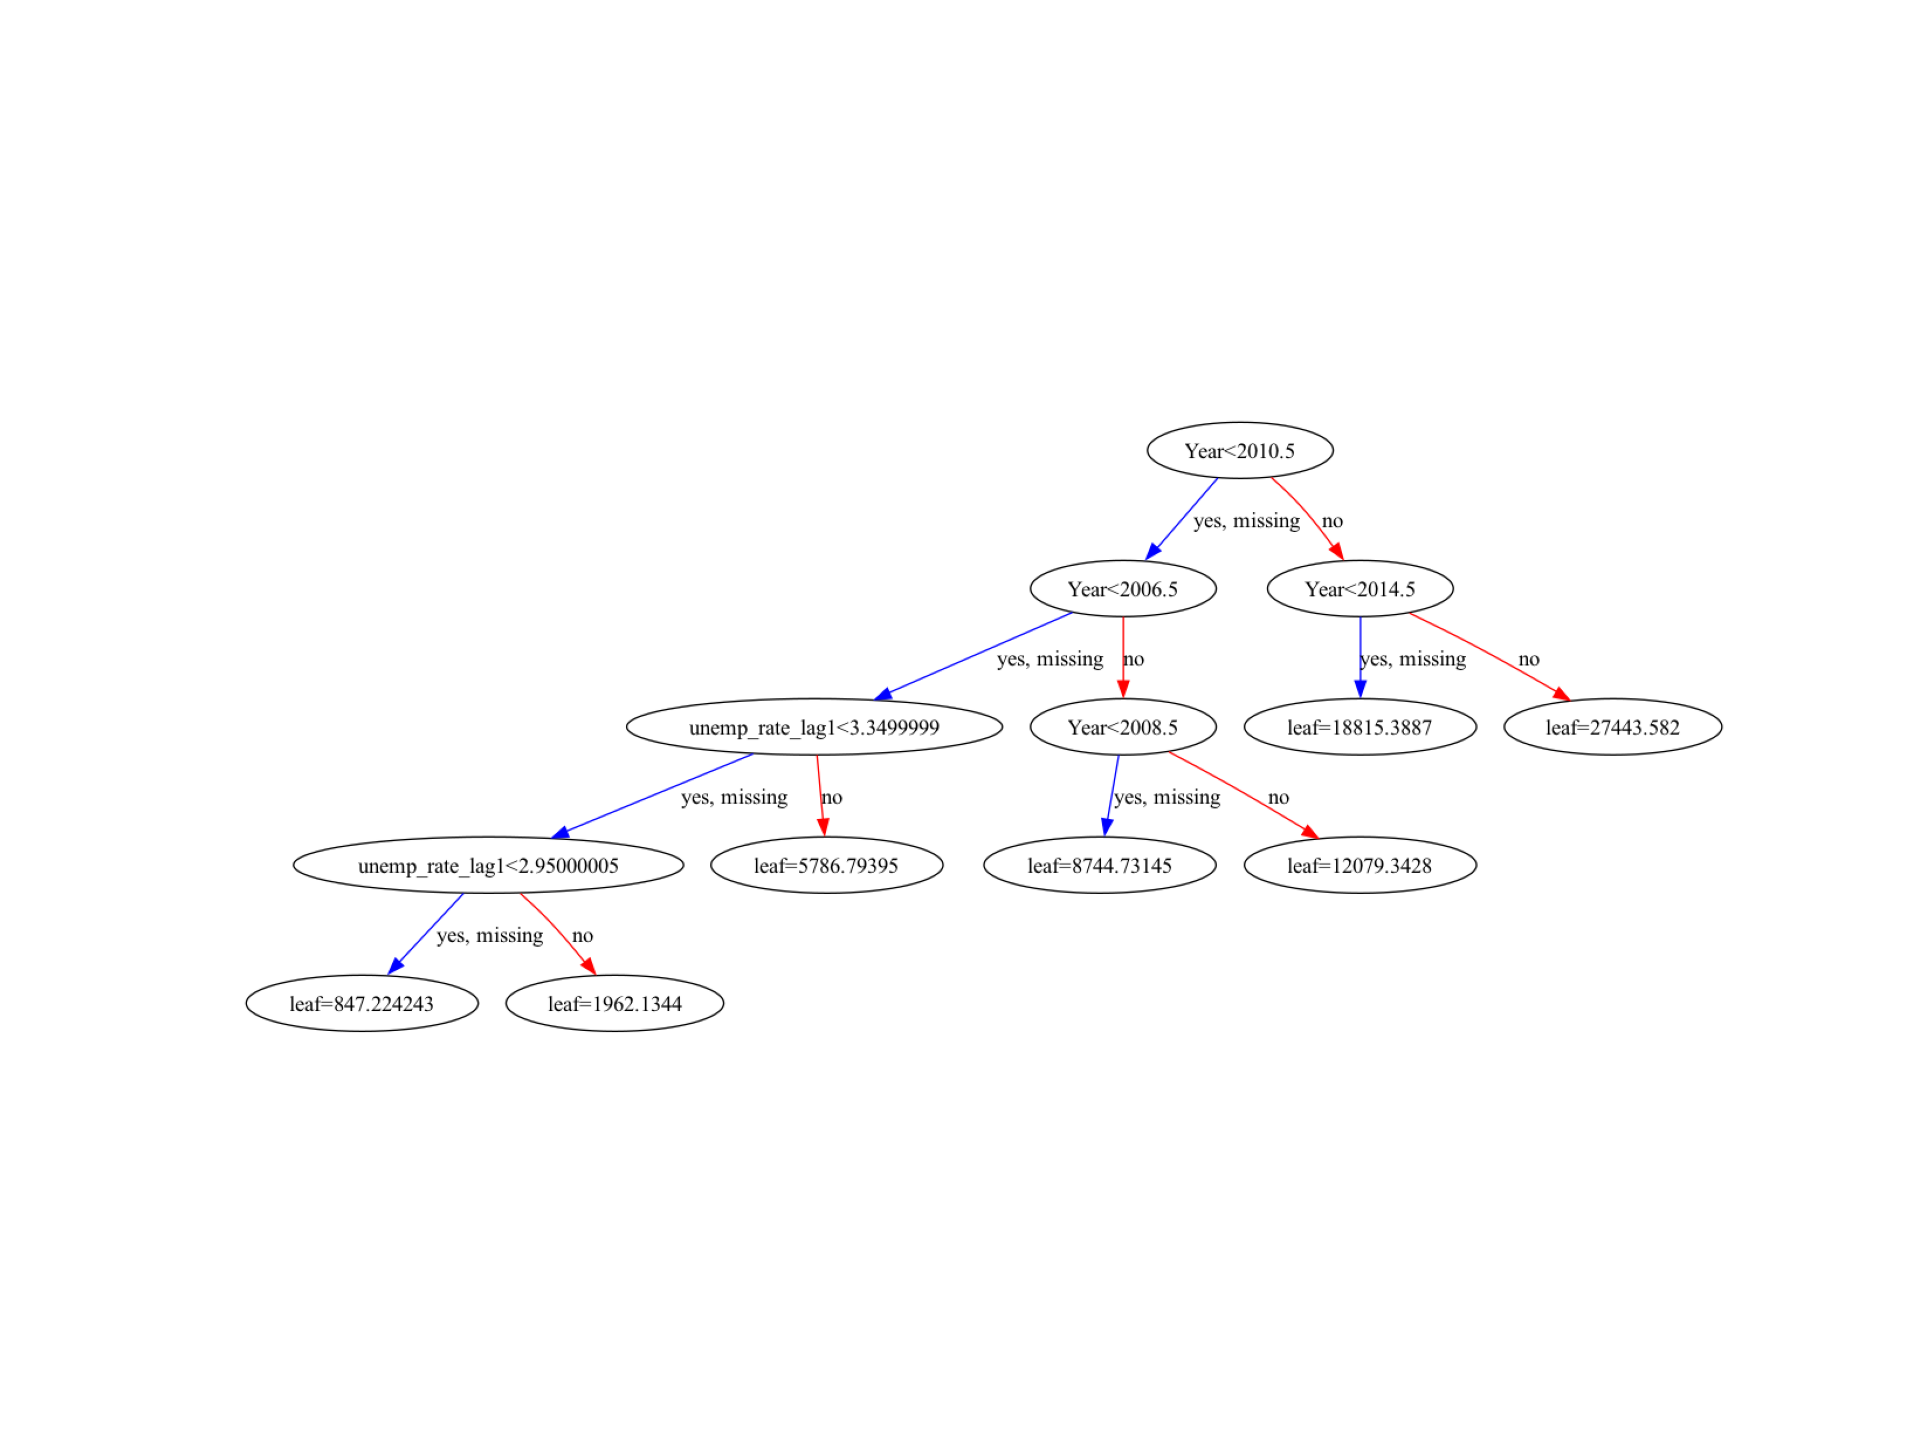 Year<2010.5
yes, missing
no
Year<2006.5
Year<2014.5
yes, missing
no
yes, missing
no
unemp_rate_lag1<3.3499999
Year<2008.5
leaf=18815.3887
leaf=27443.582
yes, missing
no
yes, missing
no
unemp_rate_lag1<2.95000005
leaf=5786.79395
leaf=8744.73145
leaf=12079.3428
yes, missing
no
leaf=847.224243
leaf=1962.1344